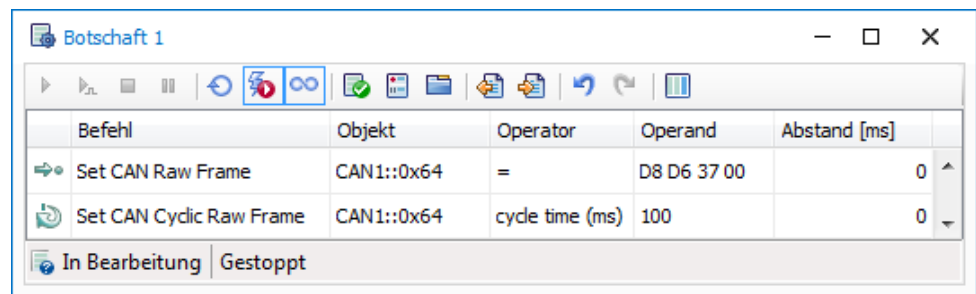 Botschaft 1
Befehl Objekt Operator Operand Abstand [ms]
Set CAN Raw Frame CAN1::0x64 = D8 D6 37 00 0
Set CAN Cyclic Raw Frame CAN1::0x64 cycle time (ms) 100 0
In Bearbeitung Gestoppt